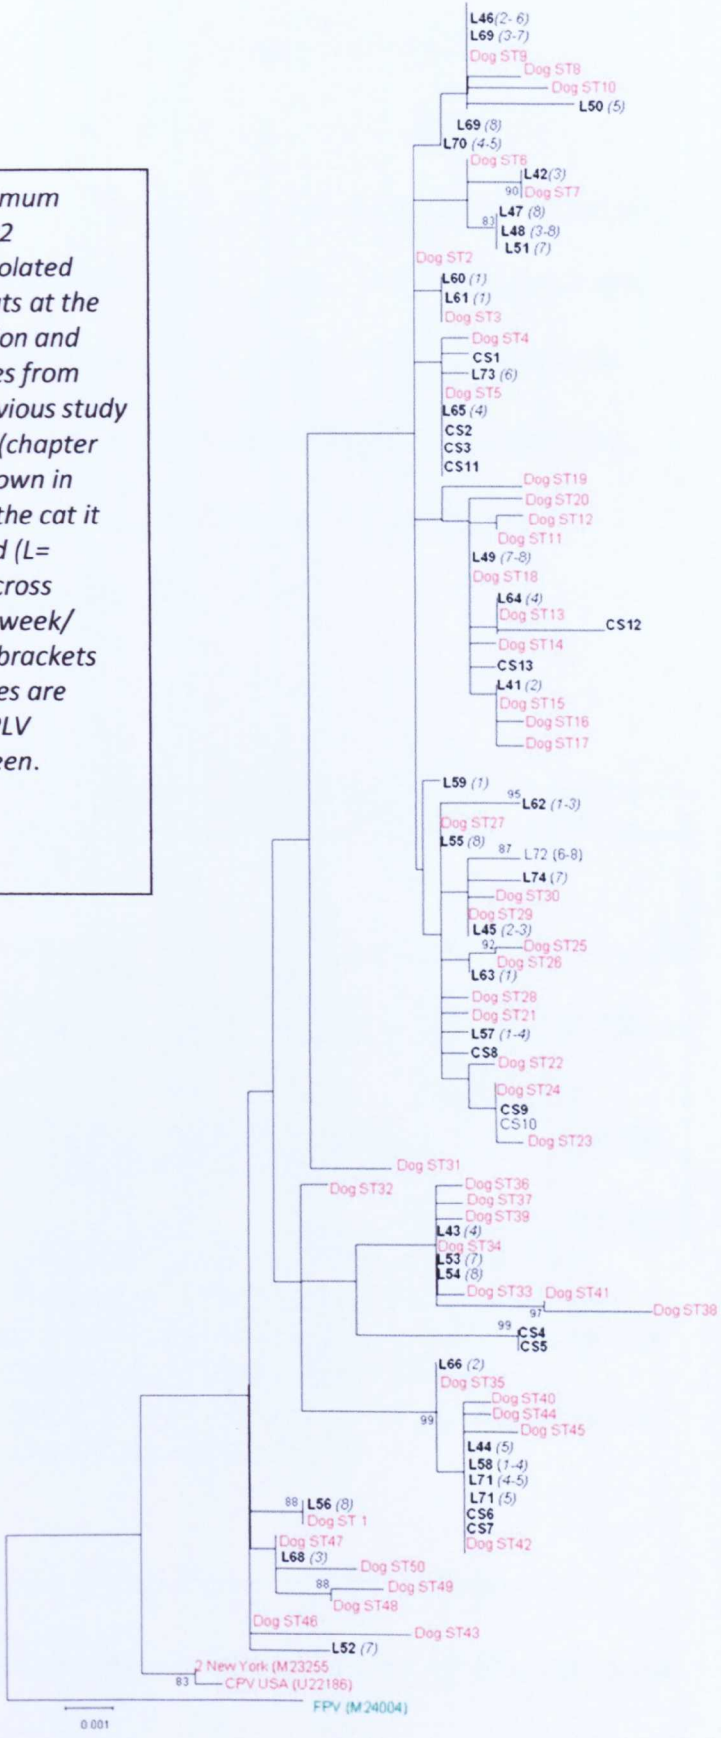 mum
2
olated
ts at the
on and
es from
vious study
(chapter
own in
the cat it
d (L=
cross
week/
brackets
es are
PLV
een.
L46(2- 6)
L69 (3-7)
Dog ST9
Dog ST8
Dog ST10
L50 (5)
L69 (8)
L70 (4-5)
Dog ST6
L42(3)
90
Dog ST7
L47 (8)
83
L48 (3-8)
L51 (7)
Dog ST2
L60 (1)
L61 (1)
Dog ST3
Dog ST4
CS1
L73 (6)
Dog ST5
L65 (4)
CS2
CS3
CS11
Dog ST19
Dog ST20
Dog ST12
Dog ST11
L49 (7-8)
Dog ST18
L64 (4)
Dog ST13
CS12
Dog ST14
CS13
L41 (2)
Dog ST15
Dog ST16
Dog ST17
L59 (1)
95
L62 (1-3)
Dog ST27
L55 (8)
87
L72 (6-8)
L74 (7)
Dog ST30
Dog ST29
L45 (2-3)
92
Dog ST25
Dog ST26
L63 (1)
Dog ST28
Dog ST21
L57 (1-4)
CS8
Dog ST22
Dog ST24
CS9
CS10
Dog ST23
Dog ST31
Dog ST32
Dog ST36
Dog ST37
Dog ST39
L43 (4)
Dog ST34
L53 (7)
L54 (8)
Dog ST33
Dog ST41
97
Dog ST38
99
CS4
CS5
L66 (2)
Dog ST35
Dog ST40
99
Dog ST44
Dog ST45
L44 (5)
L58 (1-4)
L71 (4-5)
L71 (5)
CS6
CS7
Dog ST42
88
L56 (8)
Dog ST 1
Dog ST47
L68 (3)
Dog ST50
88
Dog ST49
Dog ST48
Dog ST46
Dog ST43
L52 (7)
2 New York (M23255
83
CPV USA (U22186)
FPV (M24004)
0.001